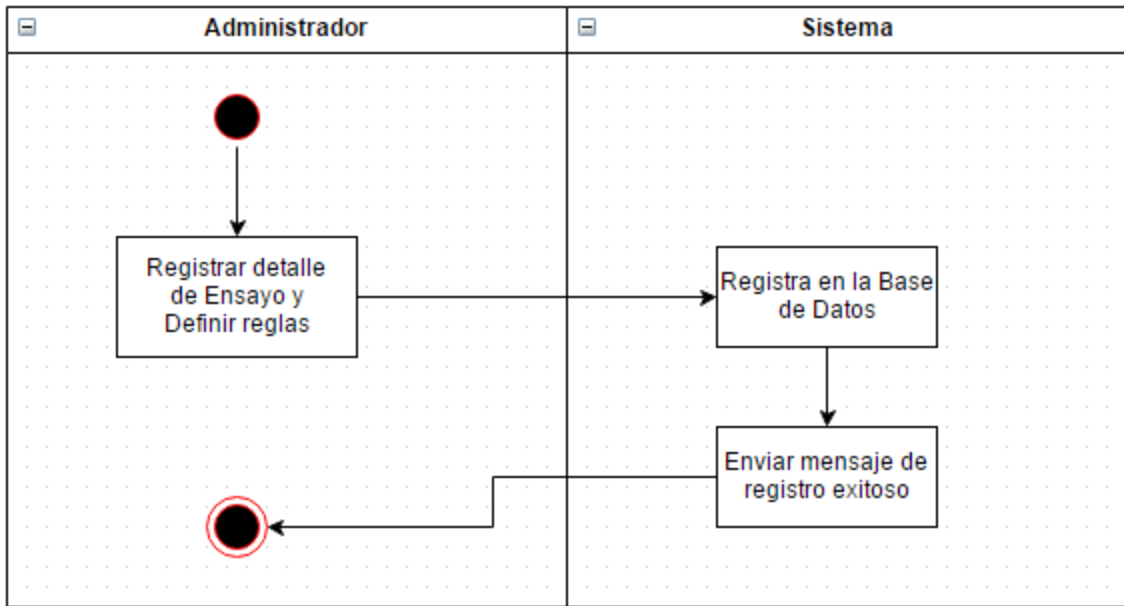 Administrador
Sistema
Registrar detalle
de Ensayo y
Definir reglas
Registra en la Base
de Datos
Enviar mensaje de
registro exitoso